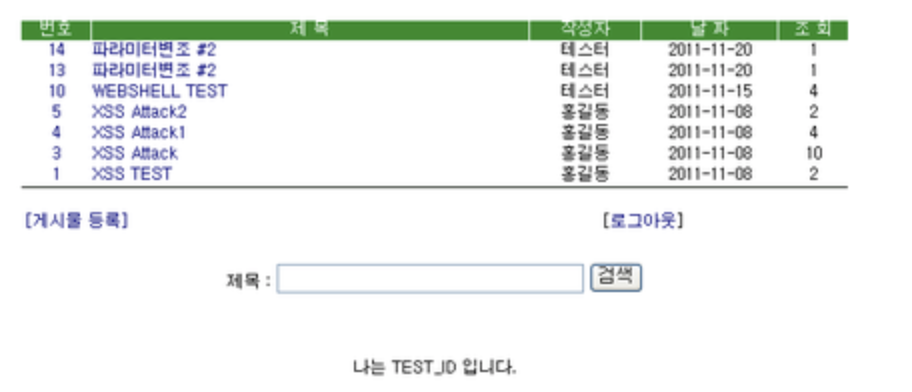 번호 제 목 작성자 날 짜 조 회
14 파라미터변조 #2 테스터 2011-11-20 1
13 파라미터변조 #2 테스터 2011-11-20 1
10 WEBSHELL TEST 테스터 2011-11-15 4
5 XSS Attack2 홍길동 2011-11-08 2
4 XSS Attack1 홍길동 2011-11-08 4
3 XSS Attack 홍길동 2011-11-08 10
1 XSS TEST 홍길동 2011-11-08 2
[게시물 등록] [로그아웃]
제목 : 검색
나는 TEST_ID 입니다.